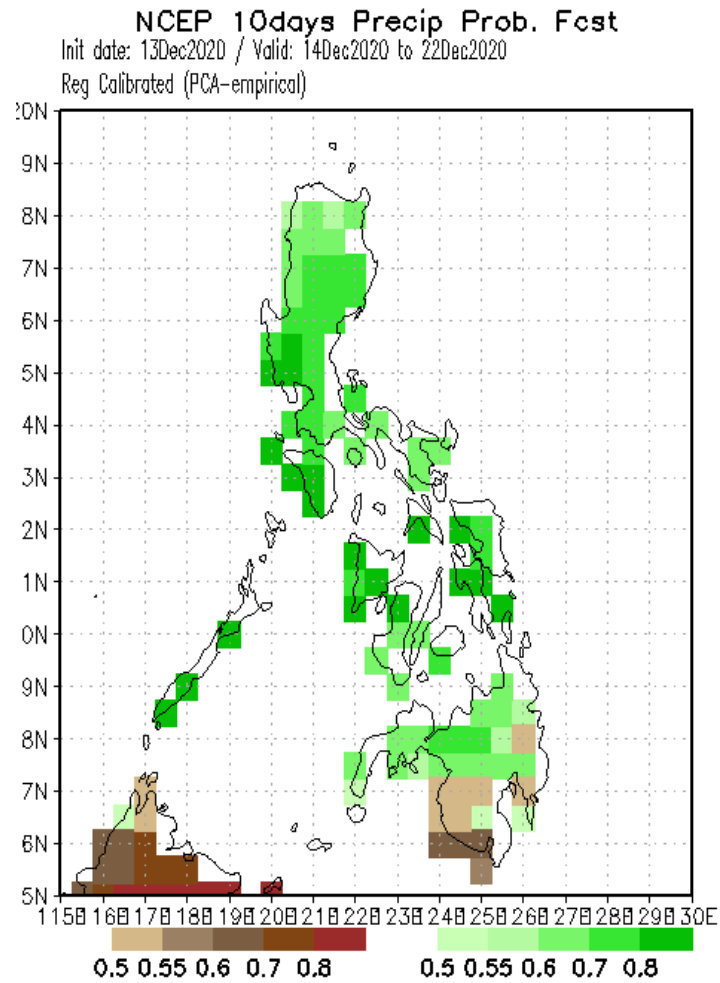 NCEP 10days Precip Prob. Fcst
Init date: 13Dec2020 / Valid: 14Dec2020 to 22Dec2020
Reg Calibrated (PCA-empirical)
0N
9N
8N
7N
6N
5N
4N
3N
2N
1N
0N
9N
8N
7N
6N
5N
0.5 0.55 0.6 0.7 0.8 0.5 0.55 0.6 0.7 0.8